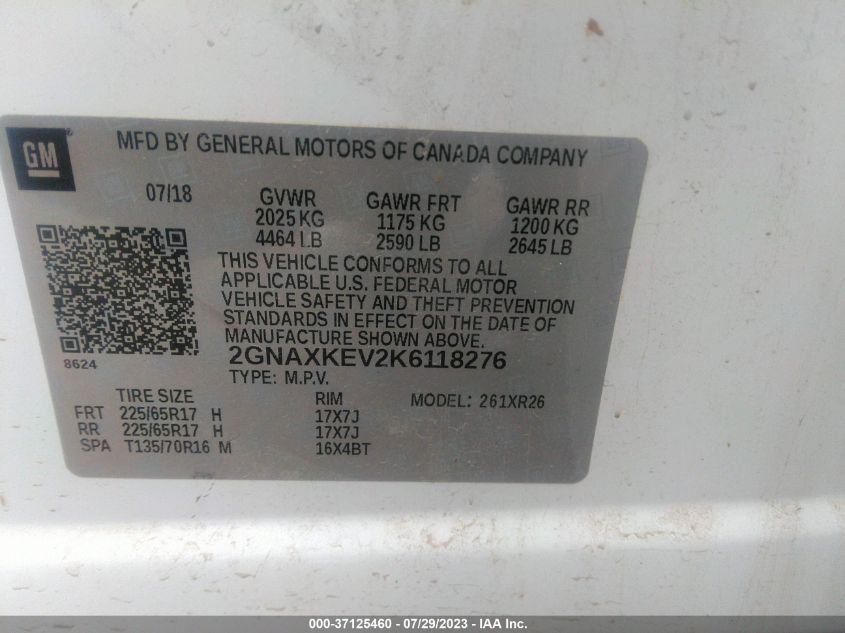 GM
MFD BY GENERAL MOTORS OF CANADA COMPANY
07/18 GVWR GAWR FRT GAWR RR
2025 KG 1175 KG 1200 KG
4464 LB 2590 LB 2645 LB
THIS VEHICLE CONFORMS TO ALL
APPLICABLE U.S. FEDERAL MOTOR
VEHICLE SAFETY AND THEFT PREVENTION
STANDARDS IN EFFECT ON THE DATE OF
MANUFACTURE SHOWN ABOVE.
8624 2GNAXKEV2K6118276
TYPE: M.P.V.
TIRE SIZE RIM MODEL: 261XR26
FRT 225/65R17 H 17X7J
RR 225/65R17 H 17X7J
SPA T135/70R16 M 16X4BT
000-37125460 - 07/29/2023 - IAA Inc.